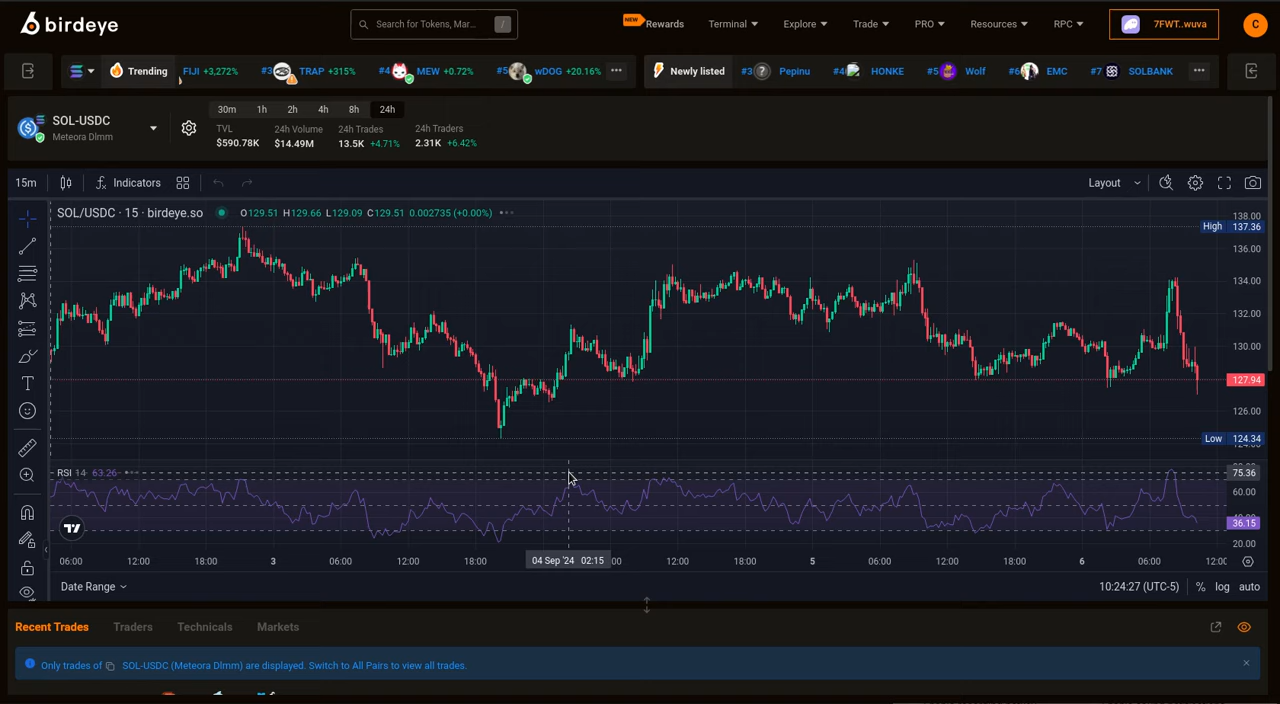 birdeye
Search for Tokens, Mar... /
NEW Rewards
Terminal
Explore
Trade
PRO
Resources
RPC
7FWT..wuva
C
Trending
FIJI +3,272%
#3 TRAP +315%
#4 MEW +0.72%
#5 wDOG +20.16%
Newly listed
#3 ? Pepinu
#4 HONKE
#5 Wolf
#6 EMC
#7 SOLBANK
SOL-USDC
Meteora Dlmm
30m 1h 2h 4h 8h 24h
TVL
$590.78K
24h Volume
$14.49M
24h Trades
13.5K +4.71%
24h Traders
2.31K +6.42%
15m
Indicators
Layout
SOL/USDC · 15 · birdeye.so
O129.51 H129.66 L129.09 C129.51 0.002735 (+0.00%)
138.00
High 137.36
136.00
134.00
132.00
130.00
127.94
126.00
Low 124.34
RSI 14 63.26
75.36
60.00
36.15
20.00
06:00 12:00 18:00 3 06:00 12:00 18:00 04 Sep '24 02:15 :00 12:00 18:00 5 06:00 12:00 18:00 6 06:00 12:00
Date Range
10:24:27 (UTC-5) % log auto
Recent Trades Traders Technicals Markets
Only trades of SOL-USDC (Meteora Dlmm) are displayed. Switch to All Pairs to view all trades.